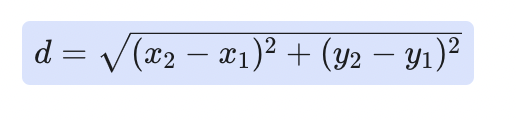 d = √(x₂ − x₁)² + (y₂ − y₁)²